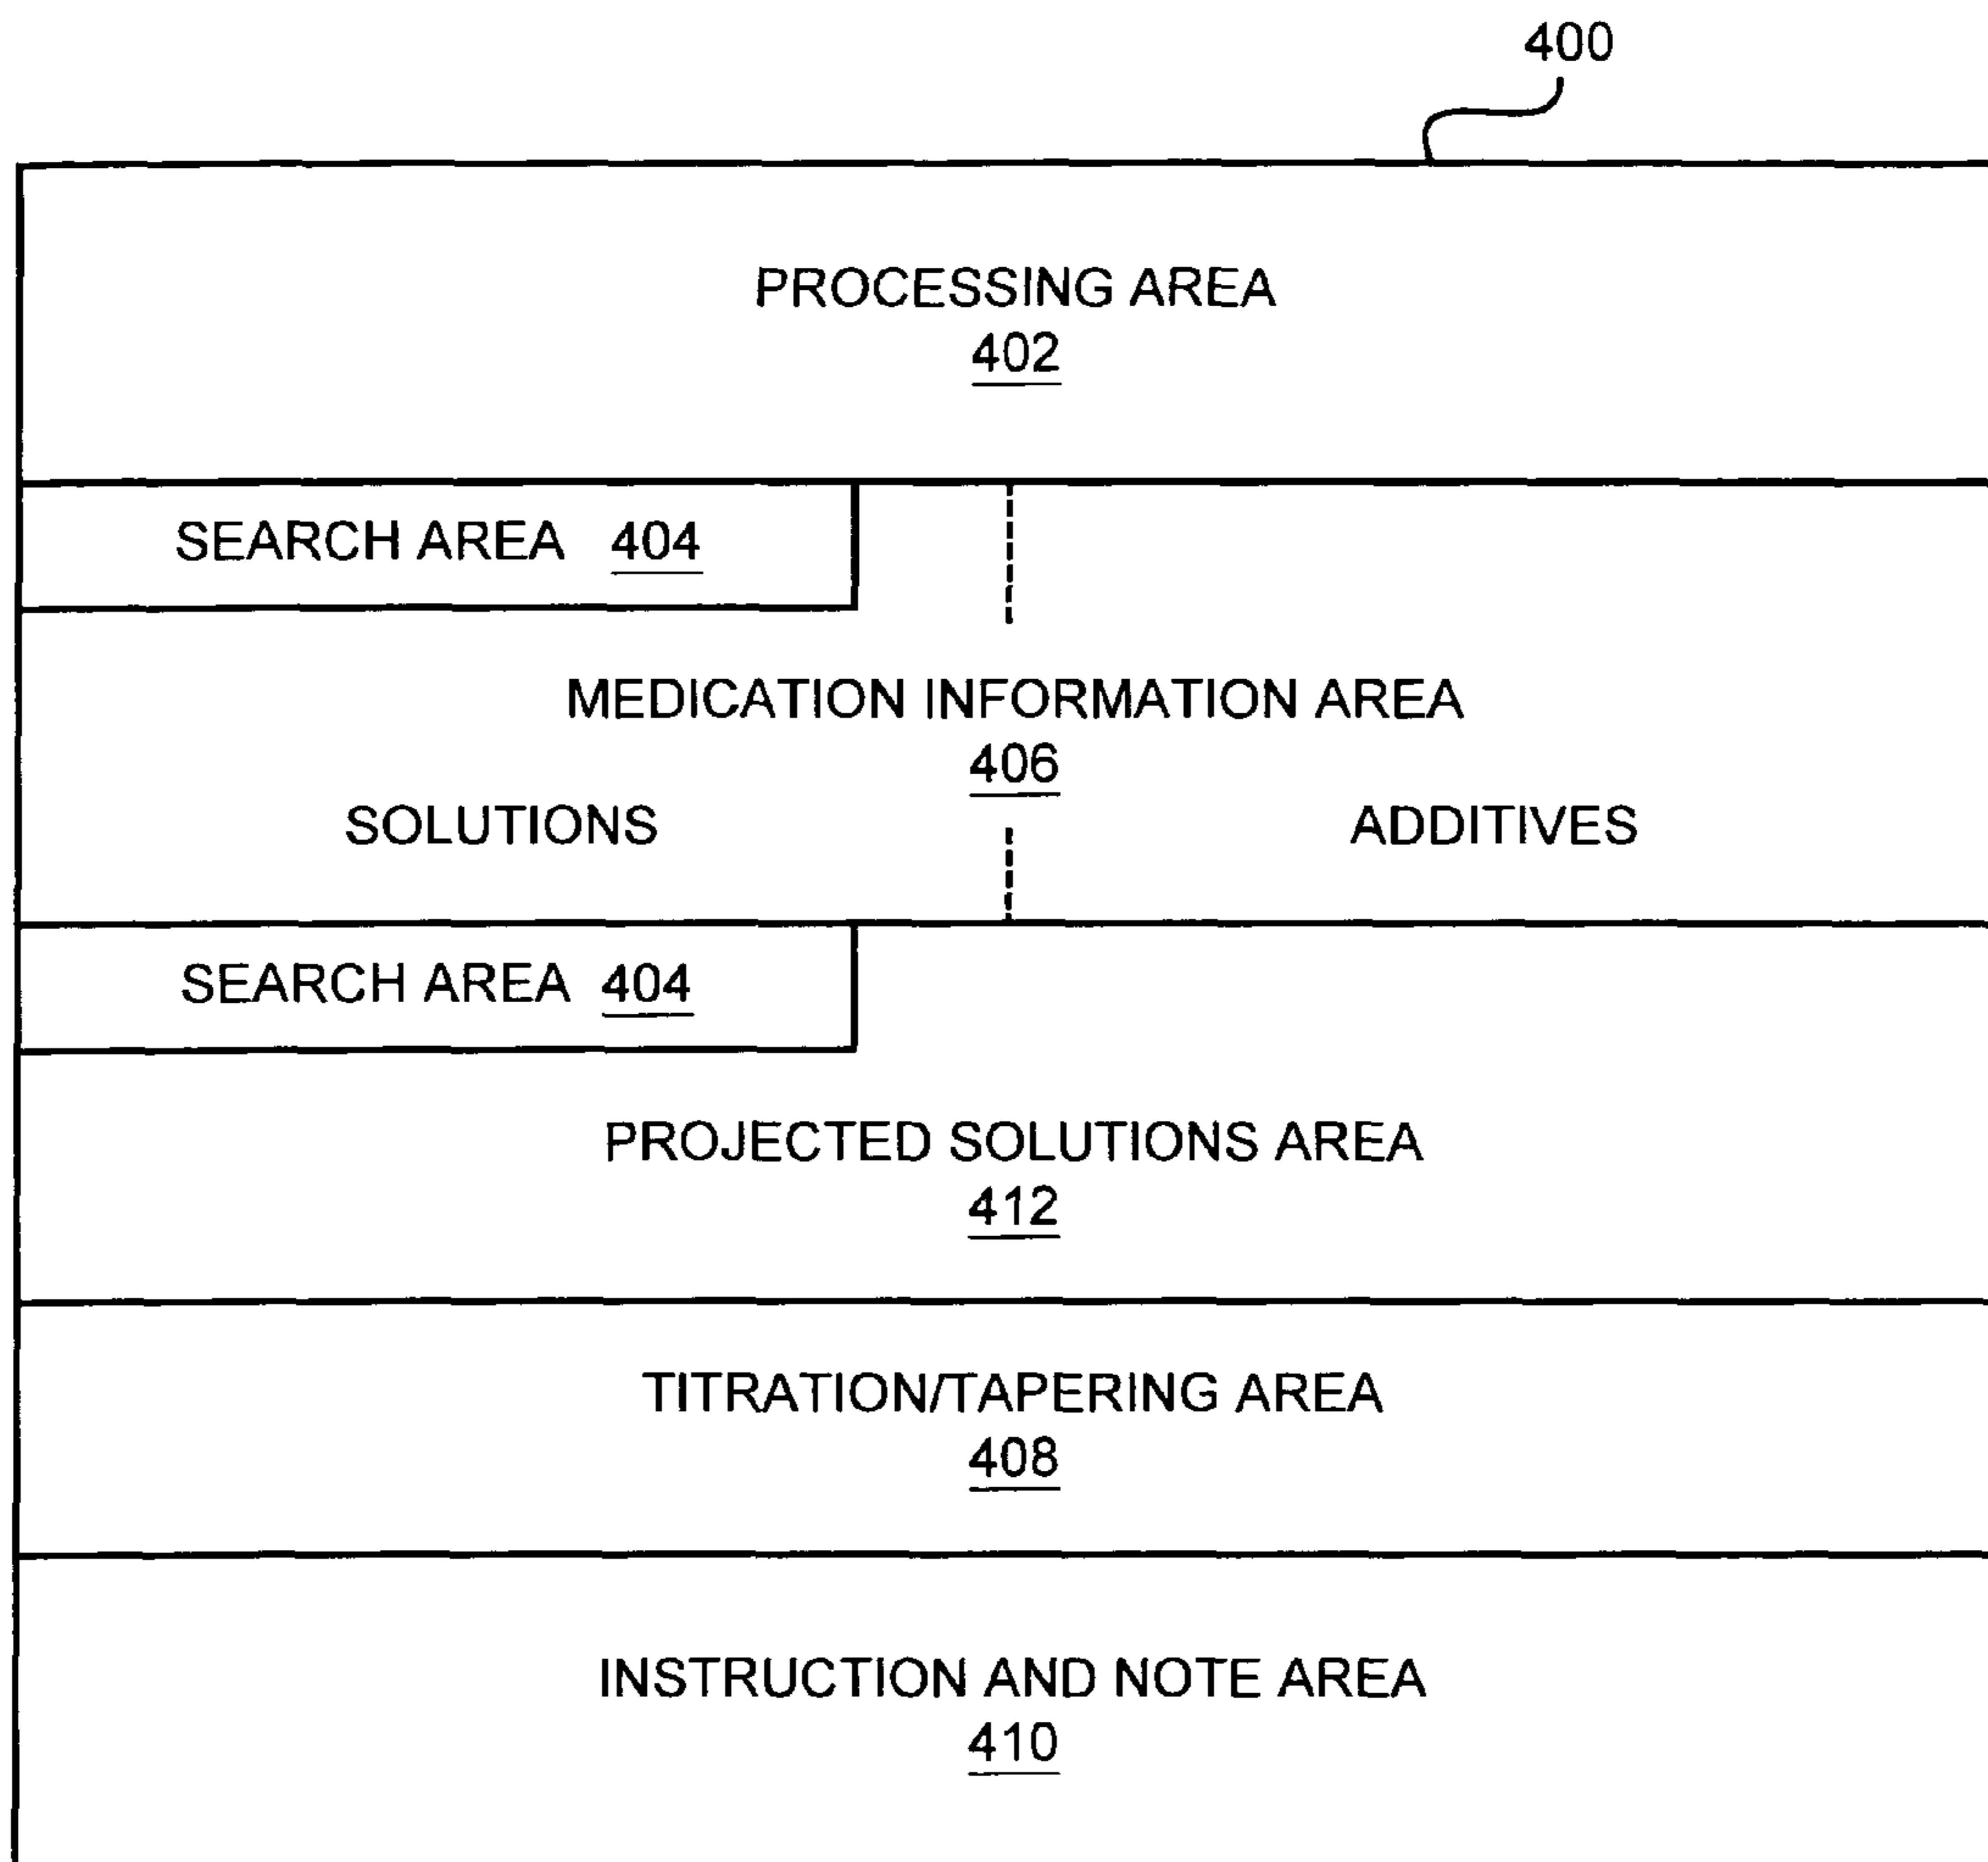 400
PROCESSING AREA
402
SEARCH AREA 404
MEDICATION INFORMATION AREA
406
SOLUTIONS ADDITIVES
SEARCH AREA 404
PROJECTED SOLUTIONS AREA
412
TITRATION/TAPERING AREA
408
INSTRUCTION AND NOTE AREA
410